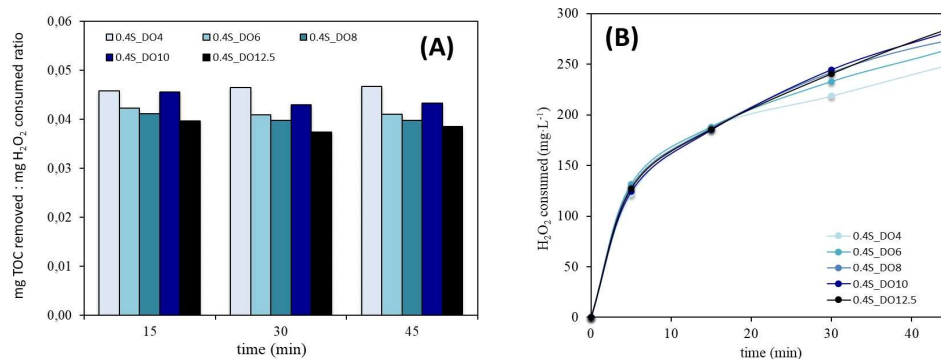 mg TOC removed : mg H₂O₂ consumed ratio
0,06
0,05
0,04
0,03
0,02
0,01
0,00
0.4S_DO4 0.4S_DO6 0.4S_DO8
0.4S_DO10 0.4S_DO12.5
(A)
15 30 45
time (min)
H₂O₂ consumed (mg·L⁻¹)
300
250
200
150
100
50
0
(B)
0.4S_DO4
0.4S_DO6
0.4S_DO8
0.4S_DO10
0.4S_DO12.5
0 10 20 30 40
time (min)